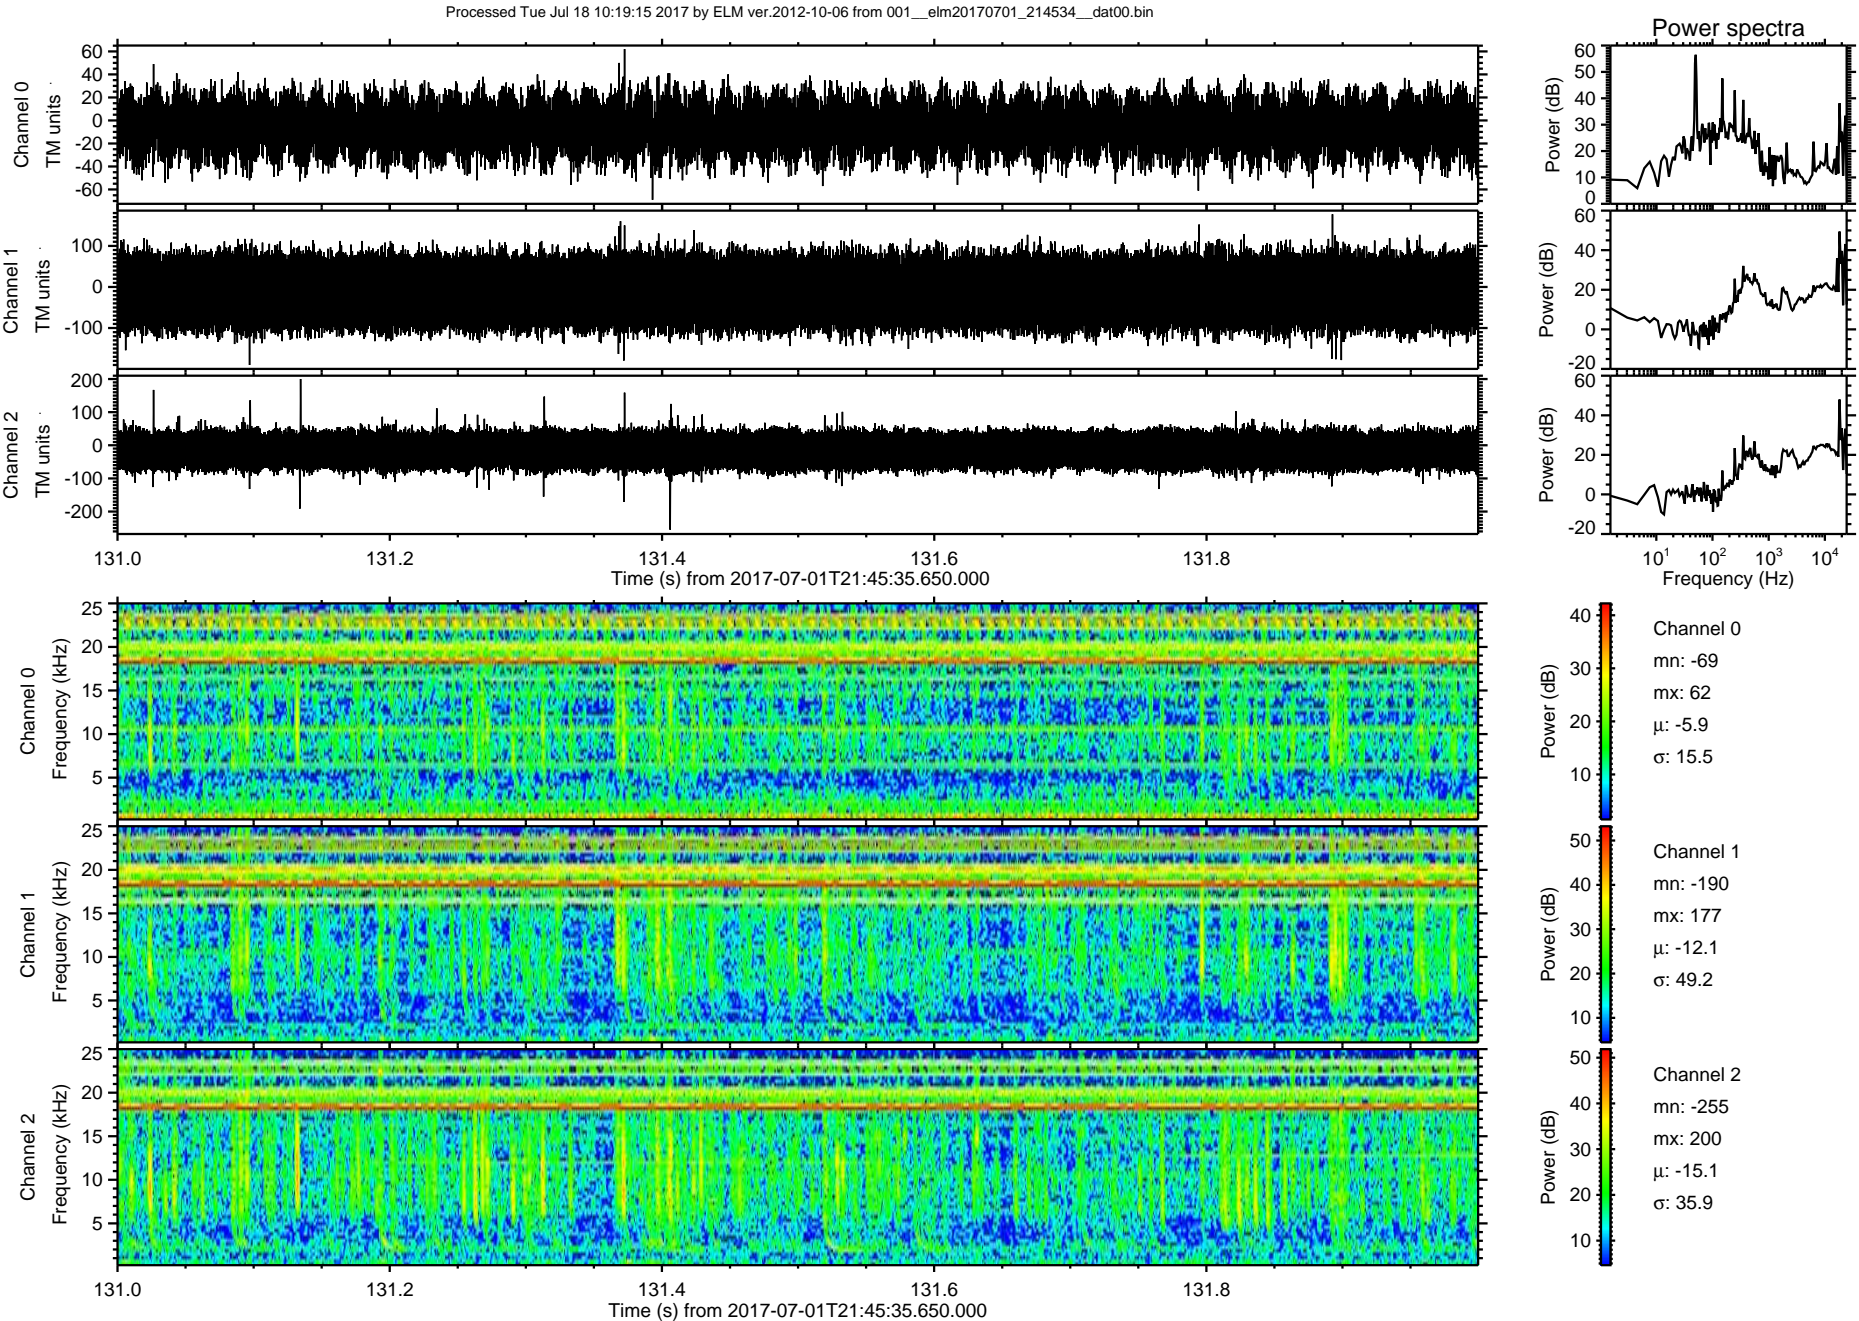 Processed Tue Jul 18 10:19:15 2017 by ELM ver.2012-10-06 from 001__elm20170701_214534__dat00.bin
Power spectra
Channel 0
TM units
60
40
20
0
-20
-40
-60
Power (dB)
60
50
40
30
20
10
0
Channel 1
TM units
100
0
-100
Power (dB)
60
40
20
0
-20
Channel 2
TM units
200
100
0
-100
-200
Power (dB)
60
40
20
0
-20
131.0 131.2 131.4 131.6 131.8
Time (s) from 2017-07-01T21:45:35.650.000
10¹ 10² 10³ 10⁴
Frequency (Hz)
Channel 0
Frequency (kHz)
25
20
15
10
5
Power (dB)
40
30
20
10
Channel 0
mn: -69
mx: 62
μ: -5.9
σ: 15.5
Channel 1
Frequency (kHz)
25
20
15
10
5
Power (dB)
50
40
30
20
10
Channel 1
mn: -190
mx: 177
μ: -12.1
σ: 49.2
Channel 2
Frequency (kHz)
25
20
15
10
5
Power (dB)
50
40
30
20
10
Channel 2
mn: -255
mx: 200
μ: -15.1
σ: 35.9
131.0 131.2 131.4 131.6 131.8
Time (s) from 2017-07-01T21:45:35.650.000